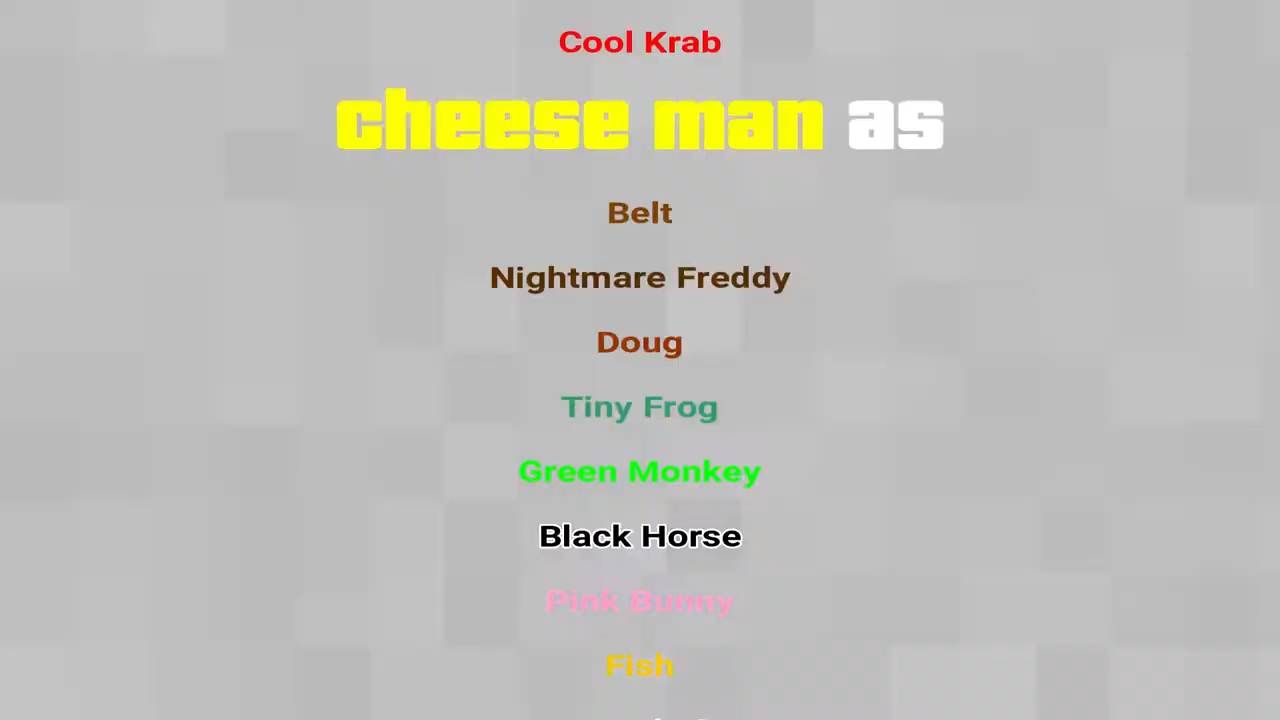 Cool Krab
cheese man as
Belt
Nightmare Freddy
Doug
Tiny Frog
Green Monkey
Black Horse
Pink Bunny
Fish